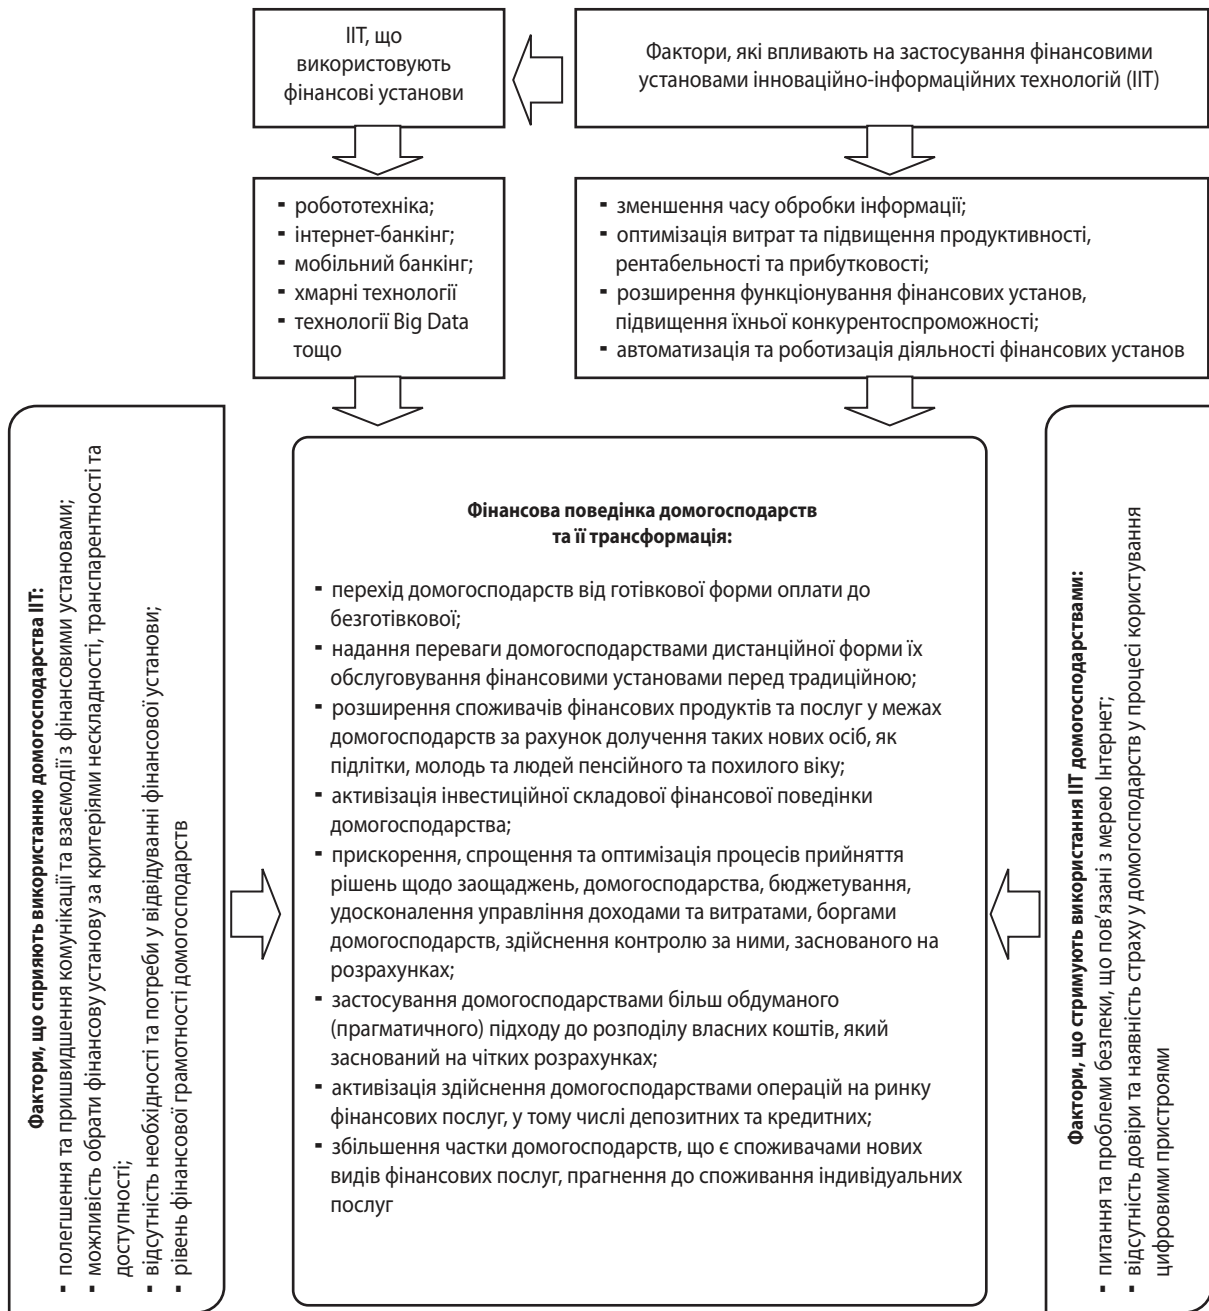 ІІТ, що
використовують
фінансові установи
Фактори, які впливають на застосування фінансовими
установами інноваційно-інформаційних технологій (ІІТ)
- робототехніка;
- інтернет-банкінг;
- мобільний банкінг;
- хмарні технології
- технології Big Data
тощо
- зменшення часу обробки інформації;
- оптимізація витрат та підвищення продуктивності,
рентабельності та прибутковості;
- розширення функціонування фінансових установ,
підвищення їхньої конкурентоспроможності;
- автоматизація та роботизація діяльності фінансових установ
Фактори, що сприяють використанню домогосподарства ІІТ:
- полегшення та пришвидшення комунікації та взаємодії з фінансовими установами;
- можливість обрати фінансову установу за критеріями нескладності, транспарентності та
доступності;
- відсутність необхідності та потреби у відвідуванні фінансової установи;
- рівень фінансової грамотності домогосподарств
Фінансова поведінка домогосподарств
та її трансформація:
- перехід домогосподарств від готівкової форми оплати до
безготівкової;
- надання переваги домогосподарствами дистанційної форми їх
обслуговування фінансовими установами перед традиційною;
- розширення споживачів фінансових продуктів та послуг у межах
домогосподарств за рахунок долучення таких нових осіб, як
підлітки, молодь та людей пенсійного та похилого віку;
- активізація інвестиційної складової фінансової поведінки
домогосподарства;
- прискорення, спрощення та оптимізація процесів прийняття
рішень щодо заощаджень, домогосподарства, бюджетування,
удосконалення управління доходами та витратами, боргами
домогосподарств, здійснення контролю за ними, заснованого на
розрахунках;
- застосування домогосподарствами більш обдуманого
(прагматичного) підходу до розподілу власних коштів, який
заснований на чітких розрахунках;
- активізація здійснення домогосподарствами операцій на ринку
фінансових послуг, у тому числі депозитних та кредитних;
- збільшення частки домогосподарств, що є споживачами нових
видів фінансових послуг, прагнення до споживання індивідуальних
послуг
Фактори, що стримують використання ІІТ домогосподарствами:
- питання та проблеми безпеки, що пов'язані з мерею Інтернет;
- відсутність довіри та наявність страху у домогосподарств у процесі користування
цифровими пристроями